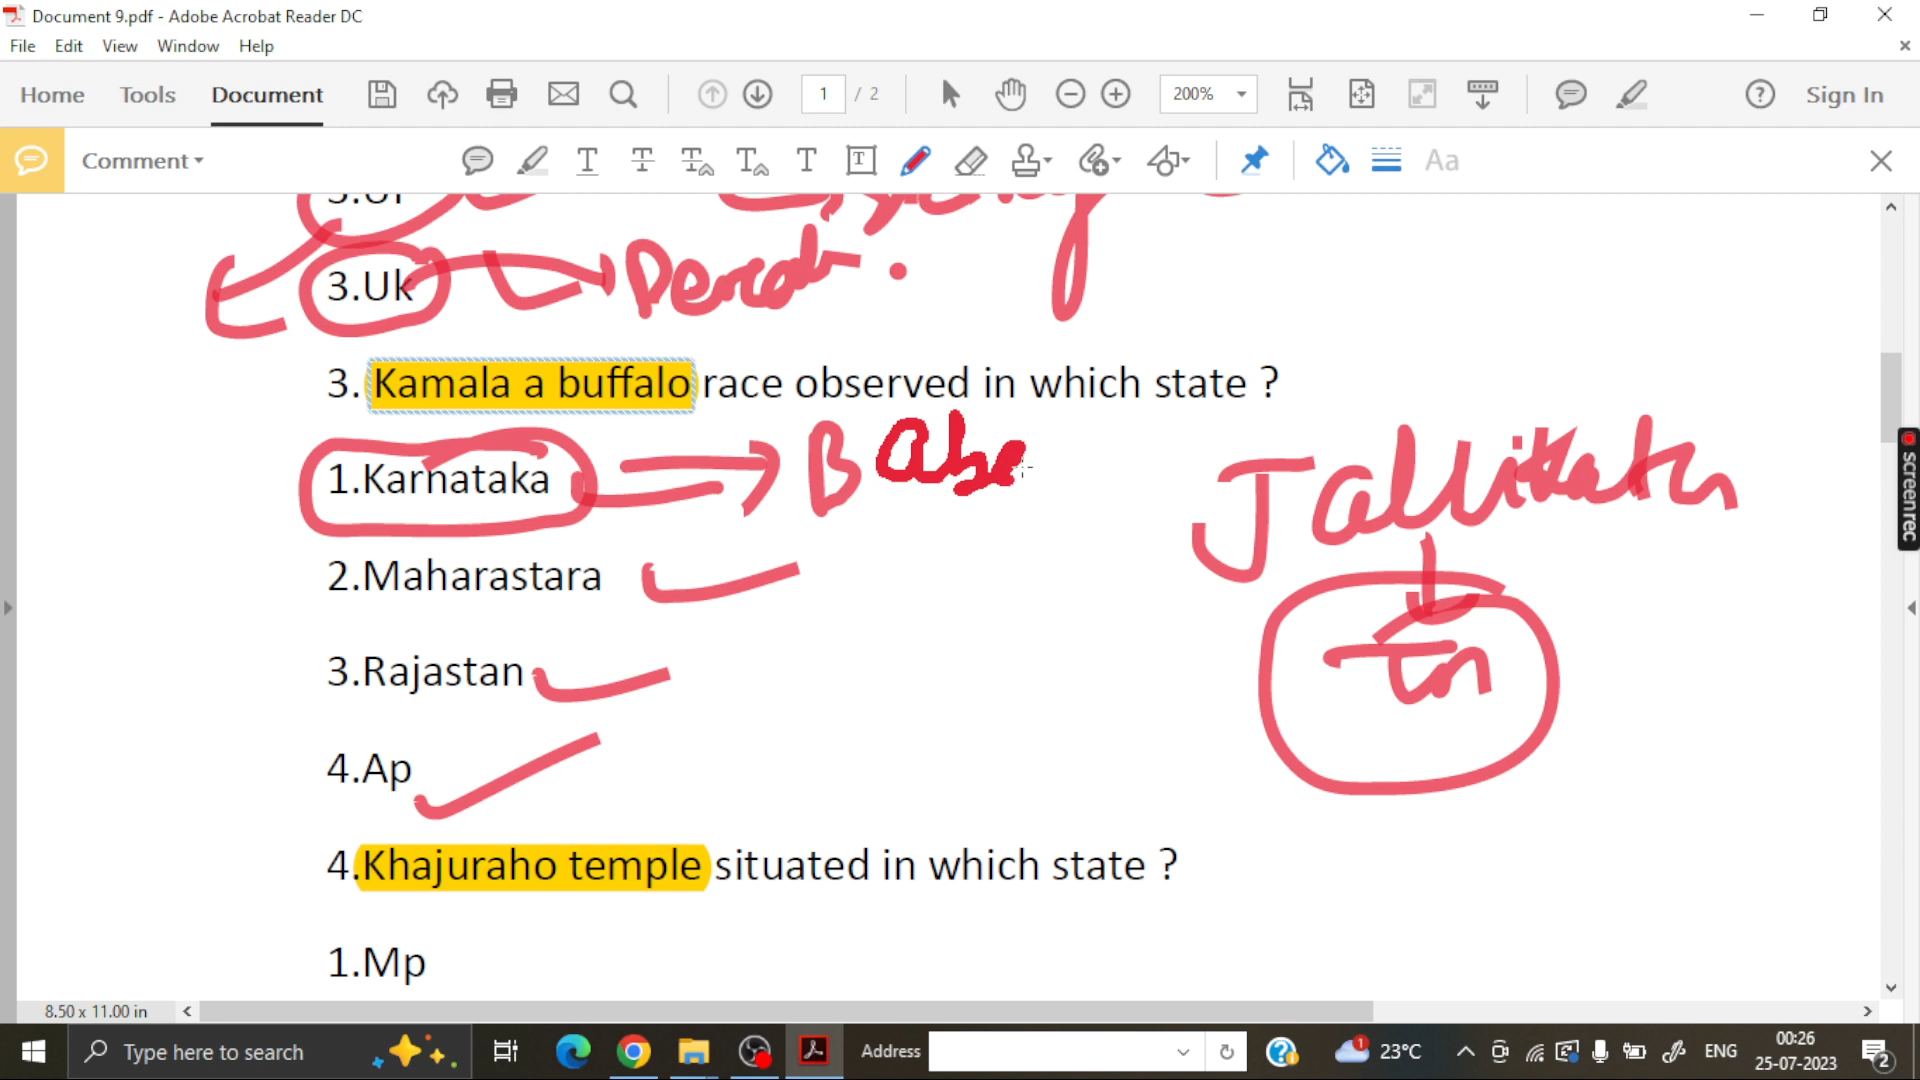 Document 9.pdf - Adobe Acrobat Reader DC
File Edit View Window Help
Home Tools Document 1 / 2 200% Sign In
Comment Aa
3.Uk
3. Kamala a buffalo race observed in which state ?
1.Karnataka B
Jallikattu
2.Maharastara
Tn
3.Rajastan
4.Ap
4.Khajuraho temple situated in which state ?
1.Mp
screenrec
8.50 x 11.00 in
Type here to search Address 23°C ENG 00:26
25-07-2023
2